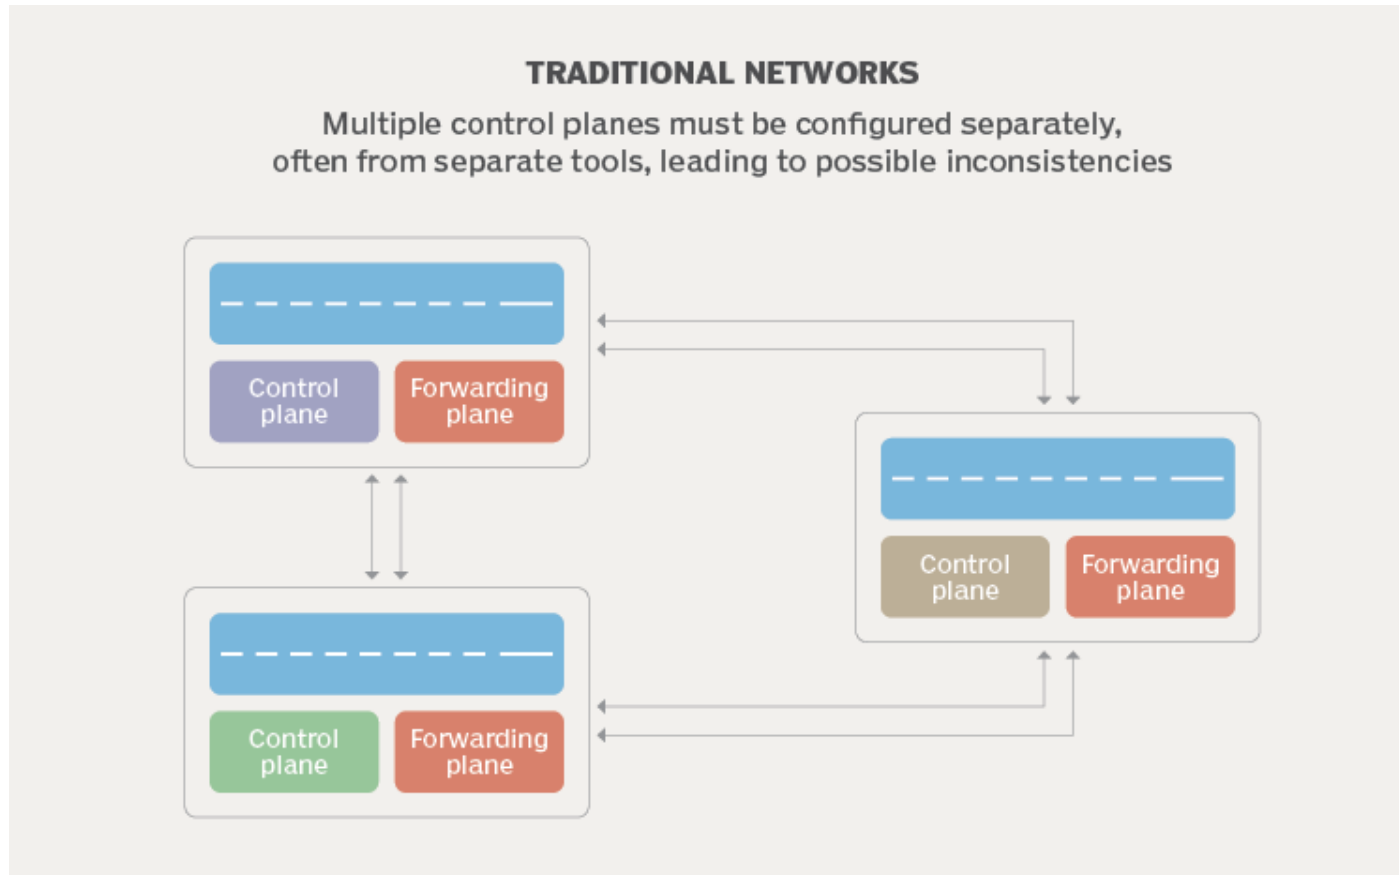 TRADITIONAL NETWORKS
Multiple control planes must be configured separately,
often from separate tools, leading to possible inconsistencies
Control
plane
Forwarding
plane
Control
plane
Forwarding
plane
Control
plane
Forwarding
plane